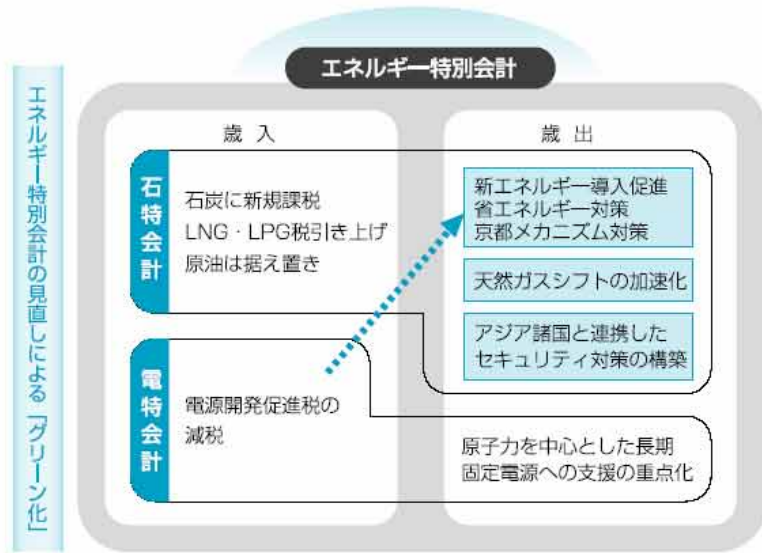 エネルギー特別会計
エネルギー特別会計の見直しによる「グリーン化」
歳入
歳出
石特会計
石炭に新規課税
LNG・LPG税引き上げ
原油は据え置き
新エネルギー導入促進
省エネルギー対策
京都メカニズム対策
天然ガスシフトの加速化
アジア諸国と連携した
セキュリティ対策の構築
電特会計
電源開発促進税の
減税
原子力を中心とした長期
固定電源への支援の重点化